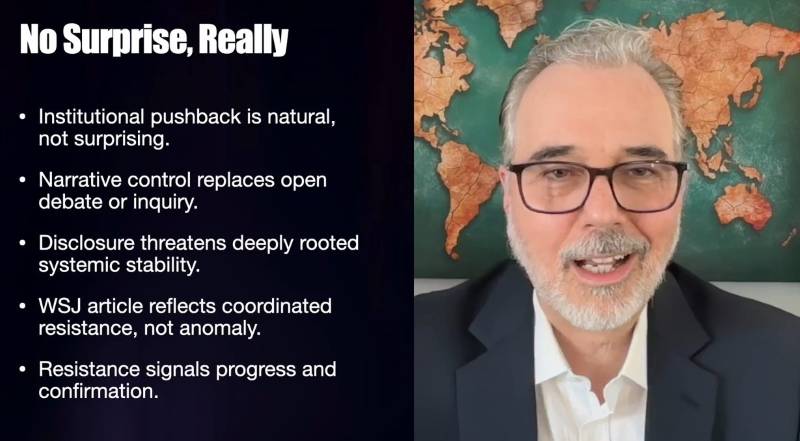 No Surprise, Really
• Institutional pushback is natural,
not surprising.
• Narrative control replaces open
debate or inquiry.
• Disclosure threatens deeply rooted
systemic stability.
• WSJ article reflects coordinated
resistance, not anomaly.
• Resistance signals progress and
confirmation.